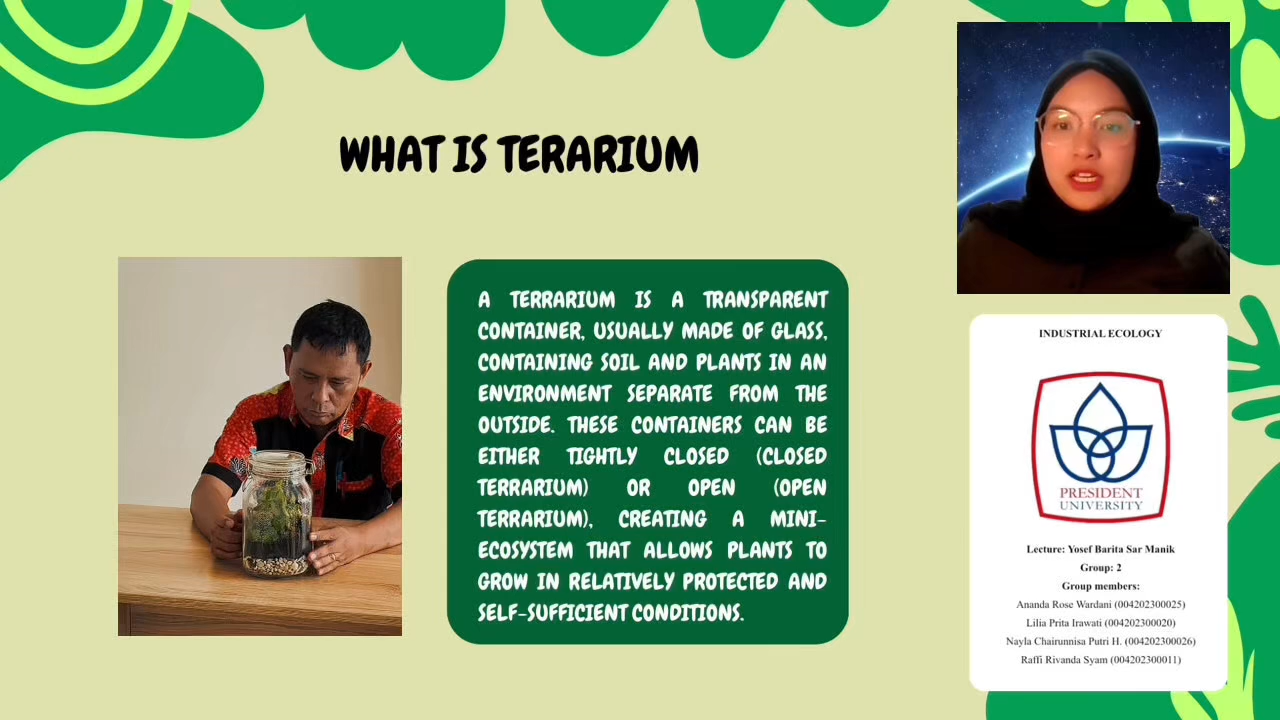 WHAT IS TERARIUM
A TERRARIUM IS A TRANSPARENT
CONTAINER, USUALLY MADE OF GLASS,
CONTAINING SOIL AND PLANTS IN AN
ENVIRONMENT SEPARATE FROM THE
OUTSIDE. THESE CONTAINERS CAN BE
EITHER TIGHTLY CLOSED (CLOSED
TERRARIUM) OR OPEN (OPEN
TERRARIUM), CREATING A MINI-
ECOSYSTEM THAT ALLOWS PLANTS TO
GROW IN RELATIVELY PROTECTED AND
SELF-SUFFICIENT CONDITIONS.
INDUSTRIAL ECOLOGY
PRESIDENT
UNIVERSITY
Lecture: Yosef Barita Sar Manik
Group: 2
Group members:
Ananda Rose Wardani (004202300025)
Lilia Prita Irawati (004202300020)
Nayla Chairunnisa Putri H. (004202300026)
Raffi Rivanda Syam (004202300011)